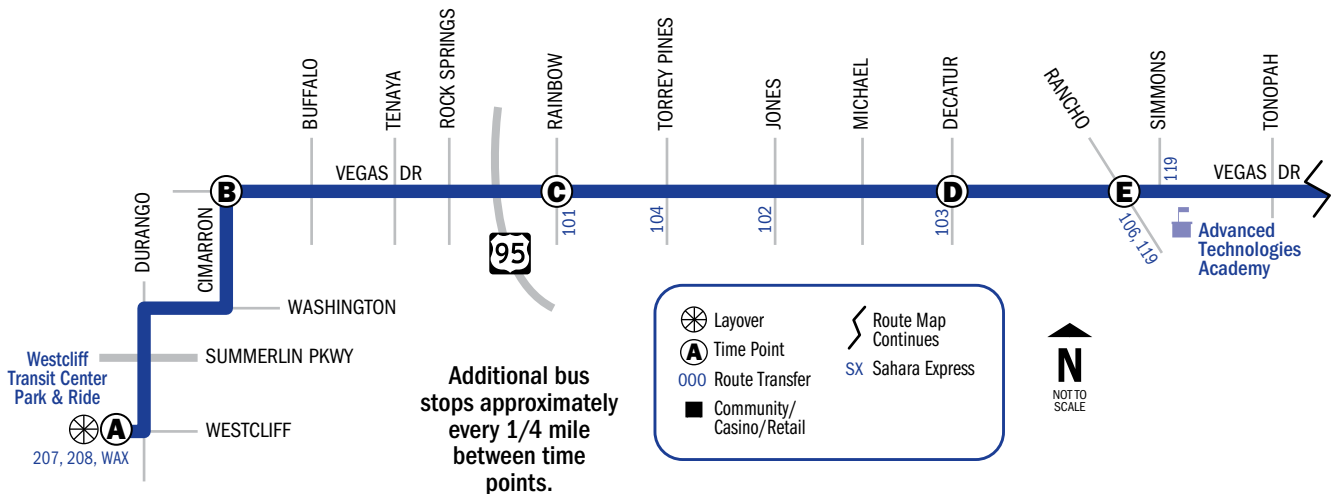 BUFFALO
TENAYA
ROCK SPRINGS
RAINBOW
TORREY PINES
JONES
MICHAEL
DECATUR
RANCHO
SIMMONS
TONOPAH
VEGAS DR
119
VEGAS DR
B
C
D
E
101
104
102
103
106, 119
Advanced
Technologies
Academy
DURANGO
CIMARRON
95
WASHINGTON
SUMMERLIN PKWY
Westcliff
Transit Center
Park & Ride
A
WESTCLIFF
207, 208, WAX
Additional bus
stops approximately
every 1/4 mile
between time
points.
Layover
A Time Point
000 Route Transfer
Community/
Casino/Retail
Route Map
Continues
SX Sahara Express
N
NOT TO
SCALE